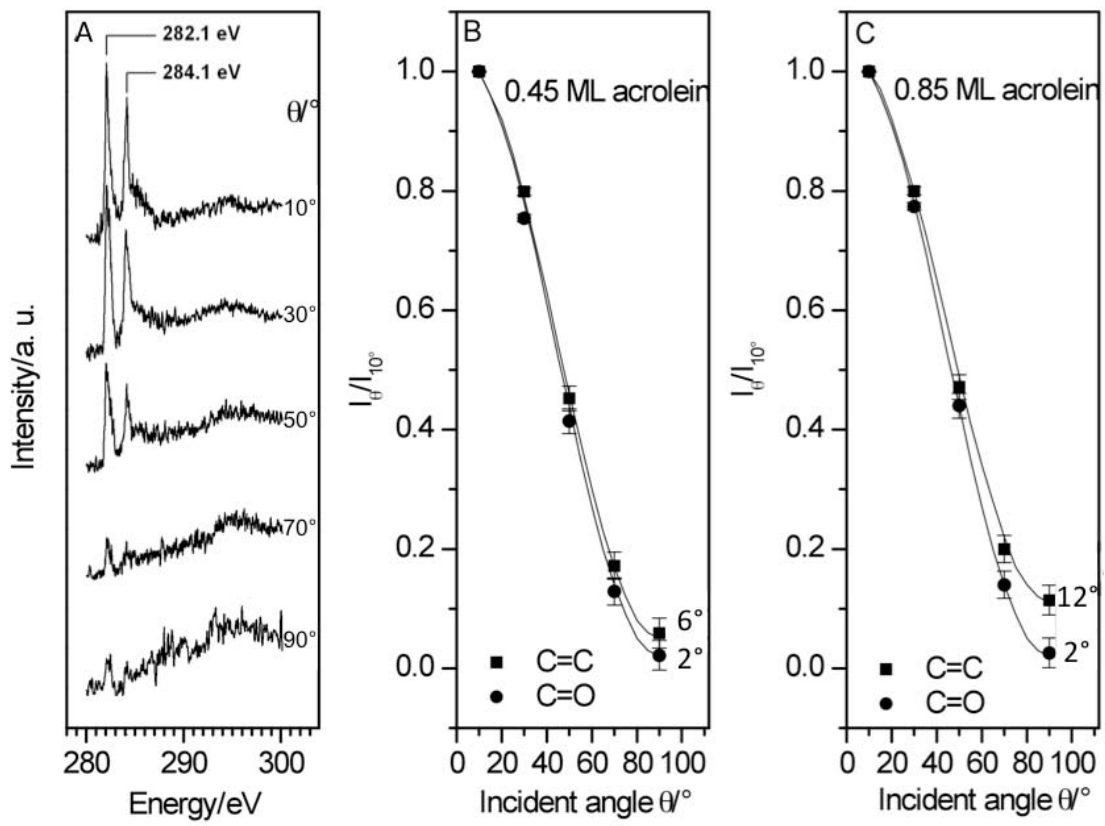 A
282.1 eV
284.1 eV
θ/°
10°
30°
50°
70°
90°
Intensity/a. u.
280 290 300
Energy/eV
B
0.45 ML acrolein
1.0
0.8
0.6
0.4
0.2
0.0
Iθ/I10°
6°
2°
C=C
C=O
0 20 40 60 80 100
Incident angle θ/°
C
0.85 ML acrolein
1.0
0.8
0.6
0.4
0.2
0.0
Iθ/I10°
12°
2°
C=C
C=O
0 20 40 60 80 100
Incident angle θ/°